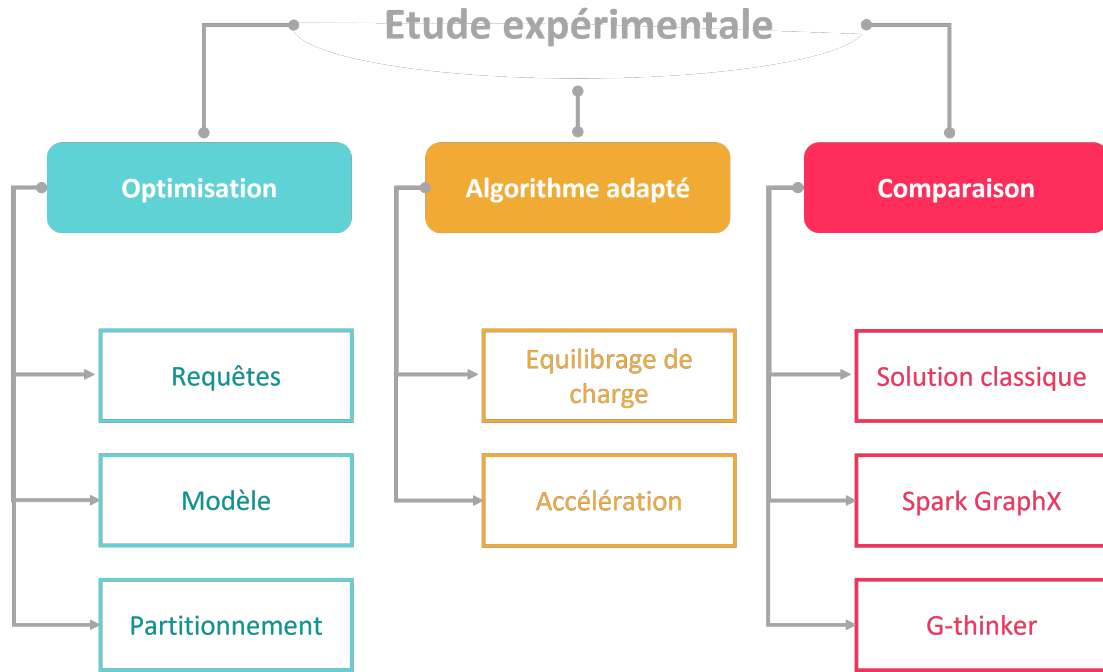 Etude expérimentale
Optimisation
Algorithme adapté
Comparaison
Requêtes
Equilibrage de
charge
Solution classique
Modèle
Accélération
Spark GraphX
Partitionnement
G-thinker